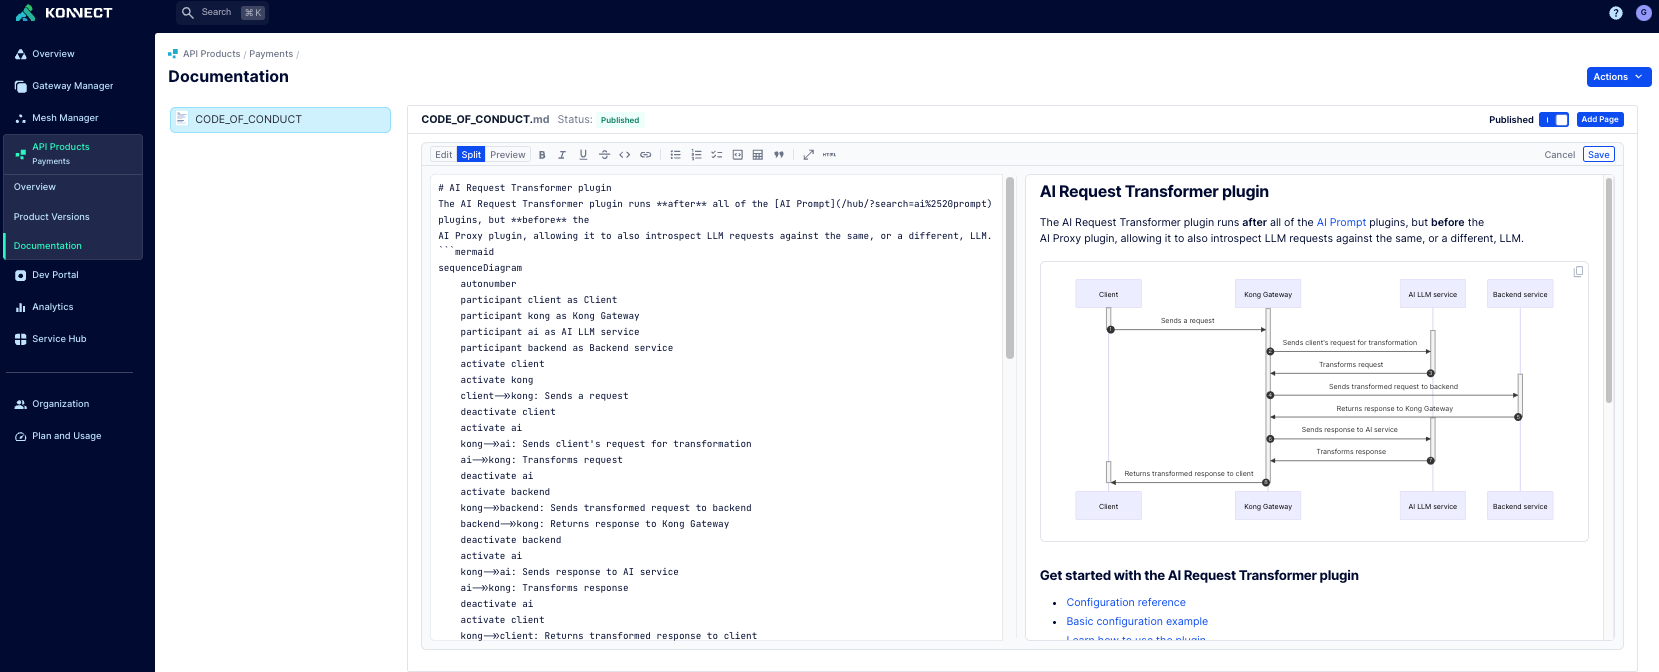 KONNECT
Search ⌘ K
?
G
Overview
Gateway Manager
Mesh Manager
API Products
Payments
Overview
Product Versions
Documentation
Dev Portal
Analytics
Service Hub
Organization
Plan and Usage
API Products / Payments /
Documentation
Actions
CODE_OF_CONDUCT
CODE_OF_CONDUCT.md Status: Published
Published
Add Page
Edit Split Preview
HTML
Cancel Save
# AI Request Transformer plugin
The AI Request Transformer plugin runs **after** all of the [AI Prompt](/hub/?search=ai%2520prompt)
plugins, but **before** the
AI Proxy plugin, allowing it to also introspect LLM requests against the same, or a different, LLM.
```mermaid
sequenceDiagram
autonumber
participant client as Client
participant kong as Kong Gateway
participant ai as AI LLM service
participant backend as Backend service
activate client
activate kong
client->>kong: Sends a request
deactivate client
activate ai
kong->>ai: Sends client's request for transformation
ai->>kong: Transforms request
deactivate ai
activate backend
kong->>backend: Sends transformed request to backend
backend->>kong: Returns response to Kong Gateway
deactivate backend
activate ai
kong->>ai: Sends response to AI service
ai->>kong: Transforms response
deactivate ai
activate client
kong->>client: Returns transformed response to client
AI Request Transformer plugin
The AI Request Transformer plugin runs after all of the AI Prompt plugins, but before the
AI Proxy plugin, allowing it to also introspect LLM requests against the same, or a different, LLM.
Client Kong Gateway AI LLM service Backend service
Sends a request
1
Sends client's request for transformation
2
Transforms request
3
Sends transformed request to backend
4
Returns response to Kong Gateway
5
Sends response to AI service
6
Transforms response
7
Returns transformed response to client
8
Client Kong Gateway AI LLM service Backend service
Get started with the AI Request Transformer plugin
Configuration reference
Basic configuration example
Learn how to use the plugin